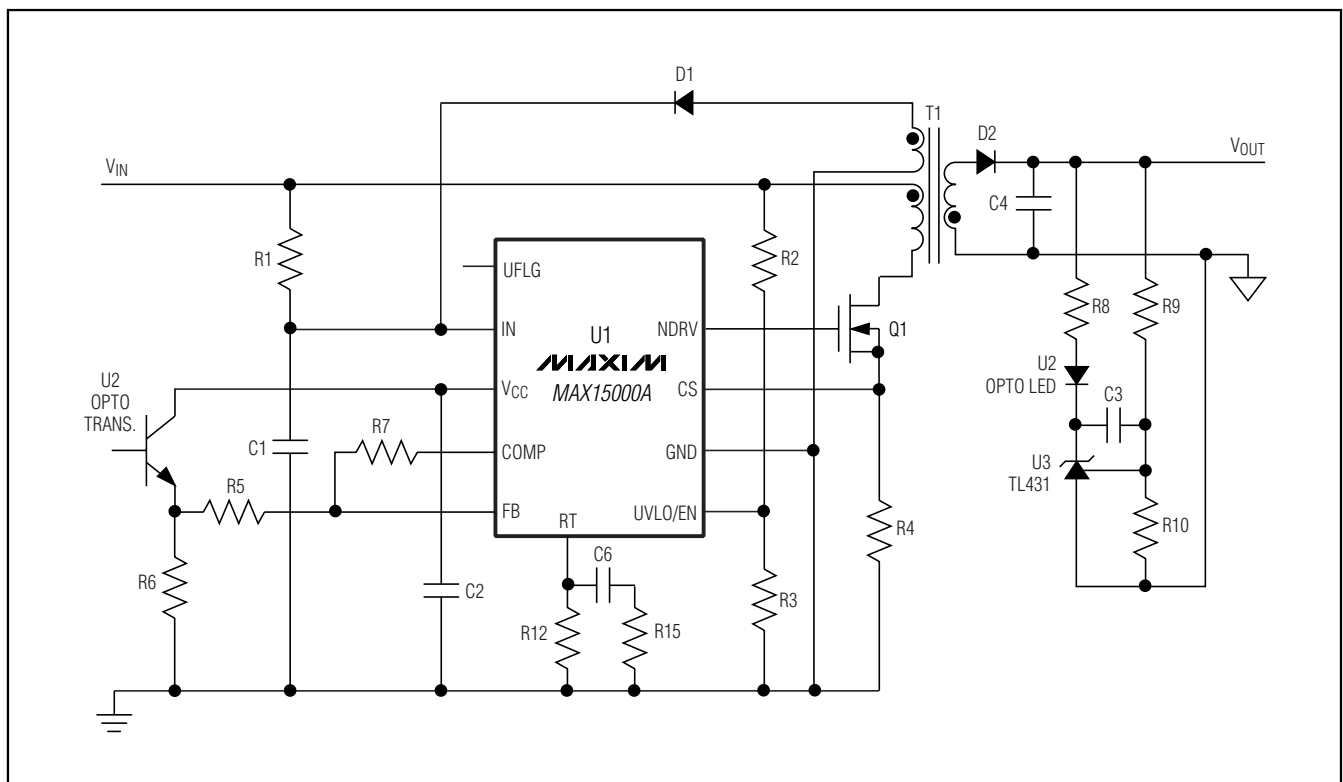 D1
T1
D2
VIN
VOUT
C4
R1
R2
UFLG
R8
R9
IN
U1
NDRV
Q1
MAXIM
U2
OPTO
TRANS.
VCC
MAX15000A
CS
U2
OPTO LED
C3
R7
C1
COMP
GND
U3
TL431
R5
FB
RT
UVLO/EN
R4
R10
C6
R6
C2
R3
R12
R15